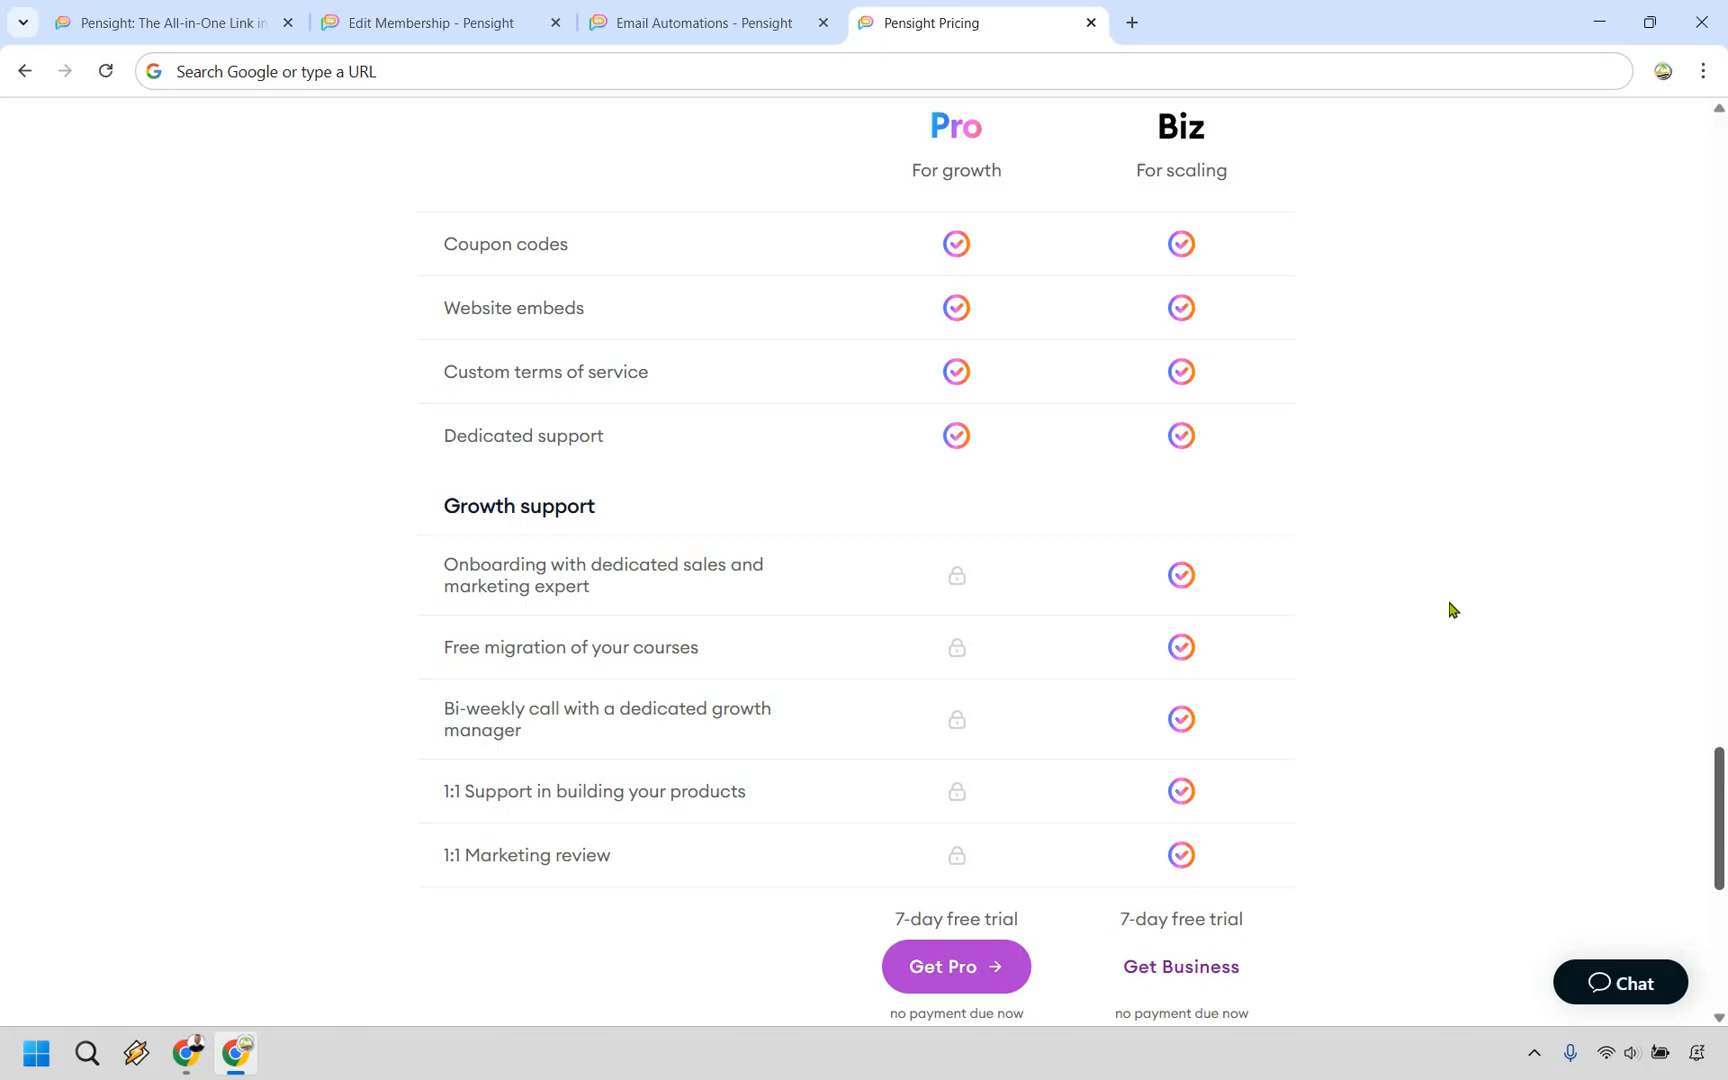 Pensight: The All-in-One Link in
Edit Membership - Pensight
Email Automations - Pensight
Pensight Pricing
Search Google or type a URL
Pro
Biz
For growth
For scaling
Coupon codes
Website embeds
Custom terms of service
Dedicated support
Growth support
Onboarding with dedicated sales and
marketing expert
Free migration of your courses
Bi-weekly call with a dedicated growth
manager
1:1 Support in building your products
1:1 Marketing review
7-day free trial
7-day free trial
Get Pro →
Get Business
Chat
no payment due now
no payment due now